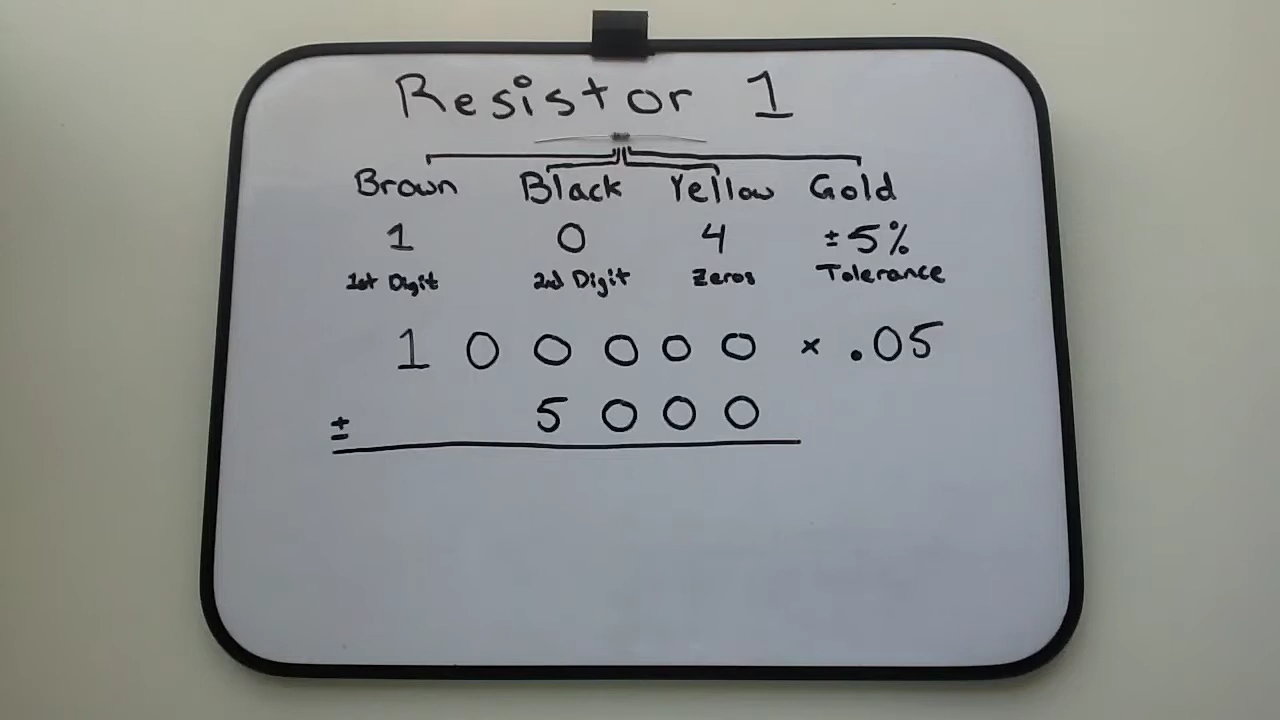 Resistor 1
Brown Black Yellow Gold
1 0 4 ±5%
1st Digit 2nd Digit Zeros Tolerance
1 0 0 0 0 0 × .05
± 5 0 0 0